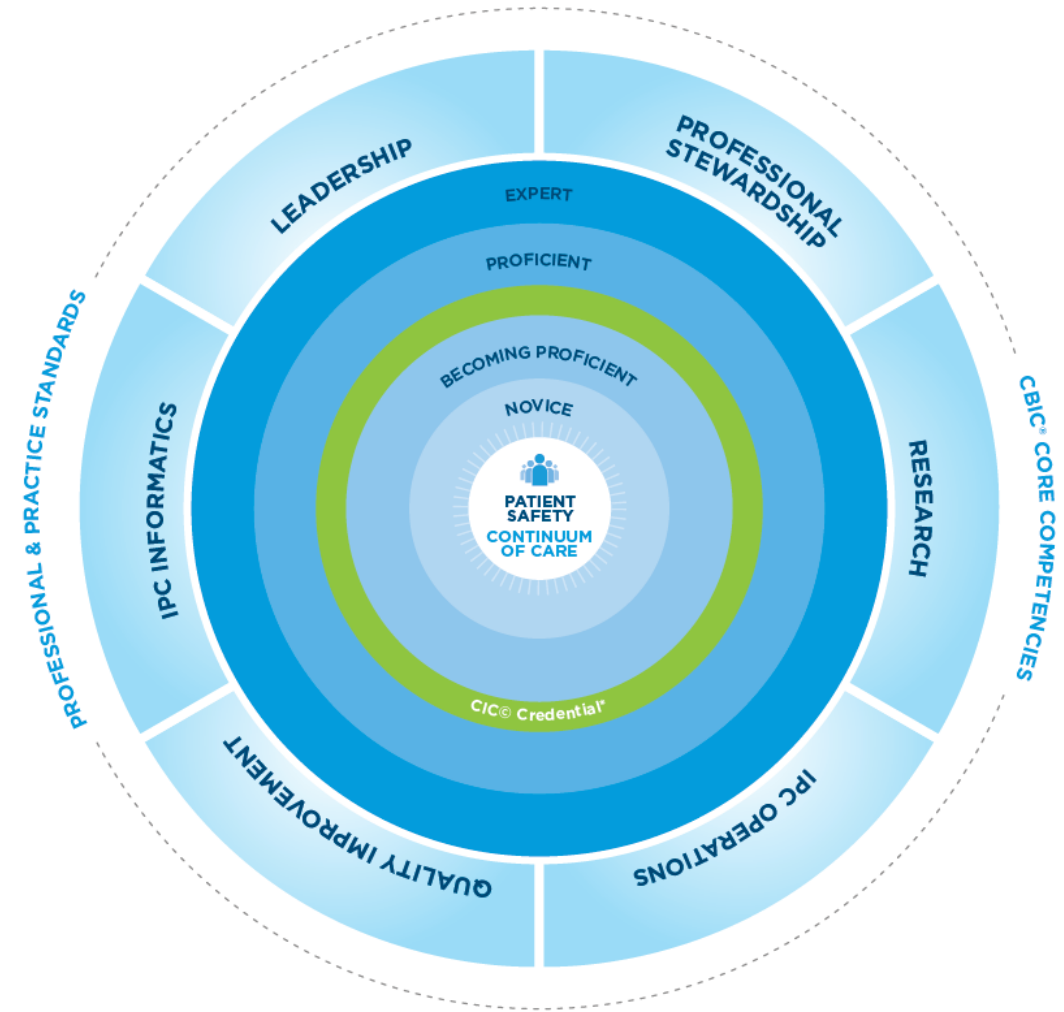 LEADERSHIP
PROFESSIONAL
STEWARDSHIP
EXPERT
PROFICIENT
BECOMING PROFICIENT
NOVICE
PATIENT
SAFETY
CONTINUUM
OF CARE
PROFESSIONAL & PRACTICE STANDARDS
IPC INFORMATICS
RESEARCH
CBIC® CORE COMPETENCIES
CIC© Credential*
QUALITY IMPROVEMENT
IPC OPERATIONS